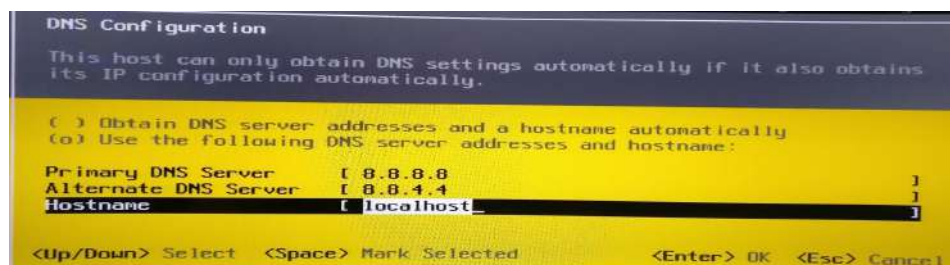 DNS Configuration
This host can only obtain DNS settings automatically if it also obtains
its IP configuration automatically.
( ) Obtain DNS server addresses and a hostname automatically
(o) Use the following DNS server addresses and hostname:
Primary DNS Server [ 8.8.8.8 ]
Alternate DNS Server [ 8.8.4.4 ]
Hostname [ localhost_ ]
<Up/Down> Select <Space> Mark Selected <Enter> OK <Esc> Cancel